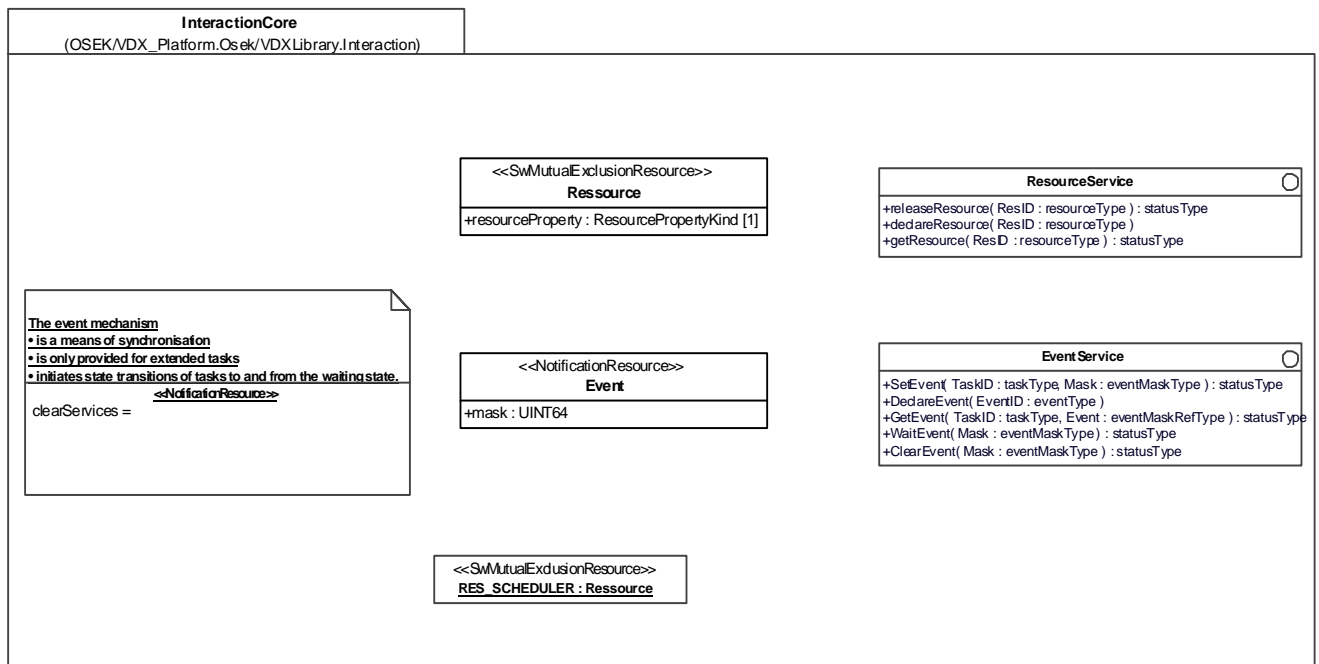 InteractionCore
(OSEK/VDX_Platform.Osek/VDXLibrary.Interaction)
<<SwMutualExclusionResource>>
Ressource
+resourceProperty : ResourcePropertyKind [1]
ResourceService
+releaseResource( ResID : resourceType ) : statusType
+declareResource( ResID : resourceType )
+getResource( ResID : resourceType ) : statusType
The event mechanism
• is a means of synchronisation
• is only provided for extended tasks
• initiates state transitions of tasks to and from the waiting state.
<<NotificationResource>>
clearServices =
<<NotificationResource>>
Event
+mask : UINT64
EventService
+SetEvent( TaskID : taskType, Mask : eventMaskType ) : statusType
+DeclareEvent( EventID : eventType )
+GetEvent( TaskID : taskType, Event : eventMaskRefType ) : statusType
+WaitEvent( Mask : eventMaskType ) : statusType
+ClearEvent( Mask : eventMaskType ) : statusType
<<SwMutualExclusionResource>>
RES_SCHEDULER : Ressource